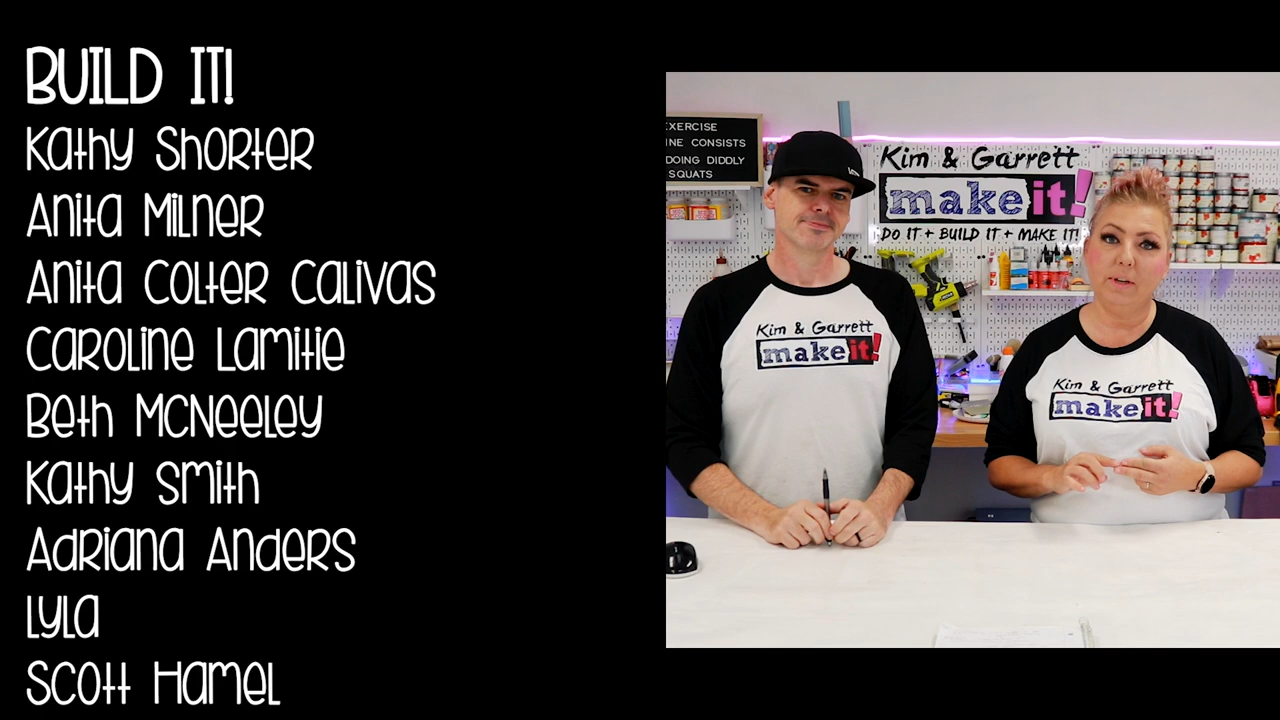 BUILD IT!
Kathy Shorter
Anita Milner
Anita Colter Calivas
Caroline Lamitie
Beth McNeeley
Kathy Smith
Adriana Anders
Lyla
Scott Hamel
EXERCISE
INE CONSISTS
DOING DIDDLY
SQUATS
Kim & Garrett
make it!
DO IT + BUILD IT + MAKE IT!
Kim & Garrett
make it!
Kim & Garrett
make it!